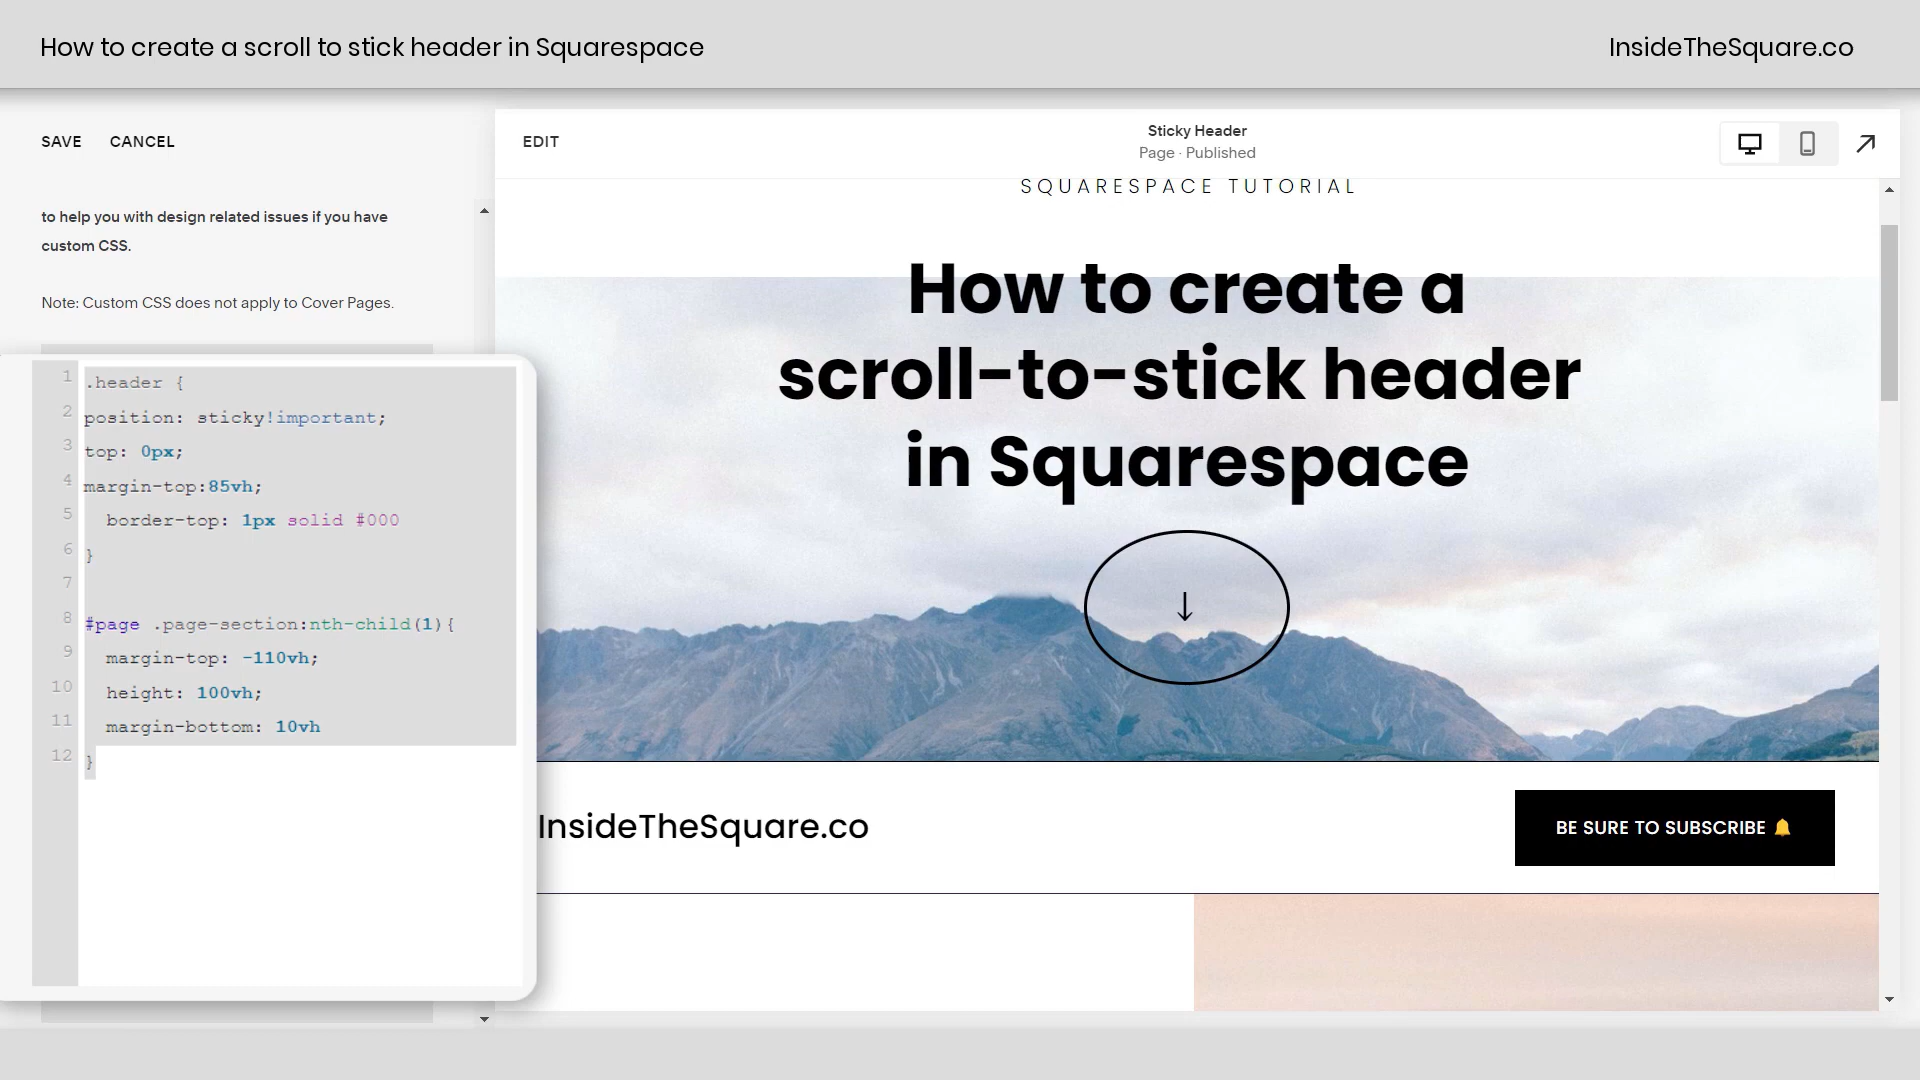 How to create a scroll to stick header in Squarespace
InsideTheSquare.co
SAVE CANCEL
EDIT
Sticky Header
Page · Published
to help you with design related issues if you have
custom CSS.
Note: Custom CSS does not apply to Cover Pages.
1 .header {
2 position: sticky!important;
3 top: 0px;
4 margin-top:85vh;
5 border-top: 1px solid #000
6 }
7
8 #page .page-section:nth-child(1){
9 margin-top: -110vh;
10 height: 100vh;
11 margin-bottom: 10vh
12 }
SQUARESPACE TUTORIAL
How to create a
scroll-to-stick header
in Squarespace
↓
InsideTheSquare.co
BE SURE TO SUBSCRIBE 🔔